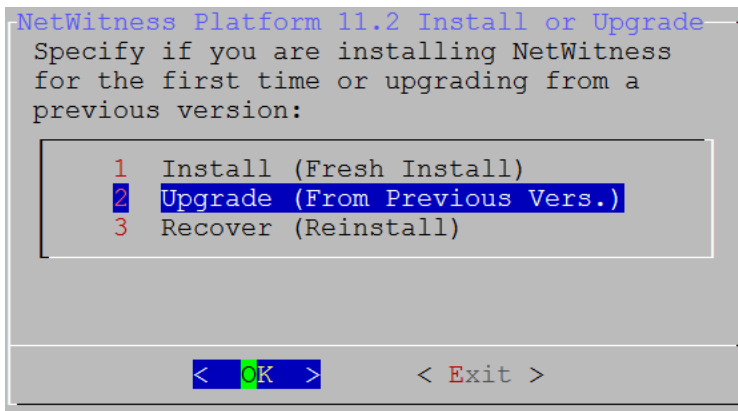 NetWitness Platform 11.2 Install or Upgrade
Specify if you are installing NetWitness
for the first time or upgrading from a
previous version:
1 Install (Fresh Install)
2 Upgrade (From Previous Vers.)
3 Recover (Reinstall)
< OK > < Exit >